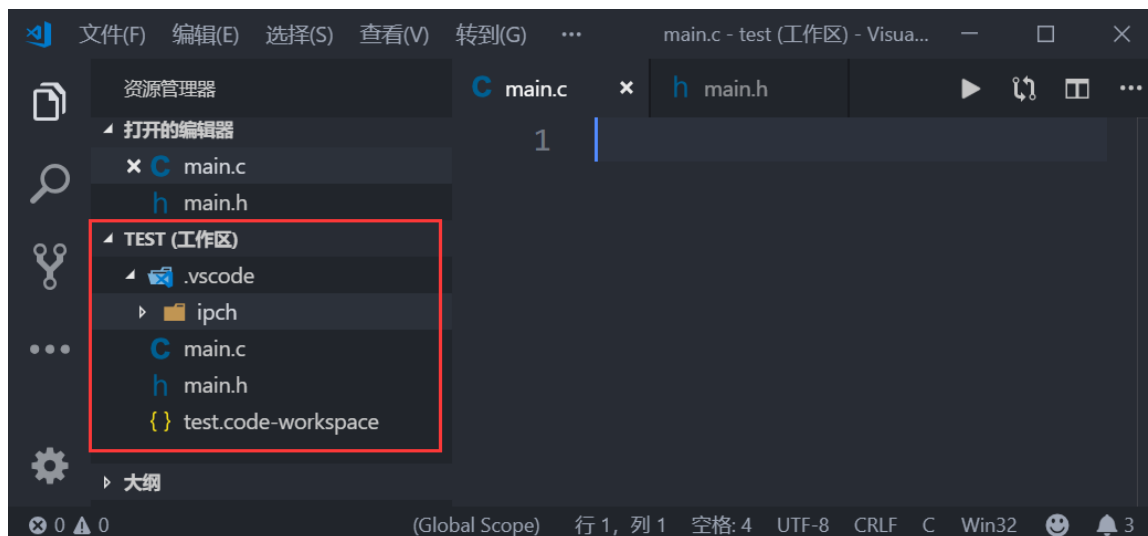 文件(F) 编辑(E) 选择(S) 查看(V) 转到(G) ··· main.c - test (工作区) - Visua...
资源管理器
C main.c
h main.h
打开的编辑器
1
C main.c
h main.h
TEST (工作区)
.vscode
ipch
C main.c
h main.h
{ } test.code-workspace
大纲
0 0 (Global Scope) 行 1，列 1 空格: 4 UTF-8 CRLF C Win32 3